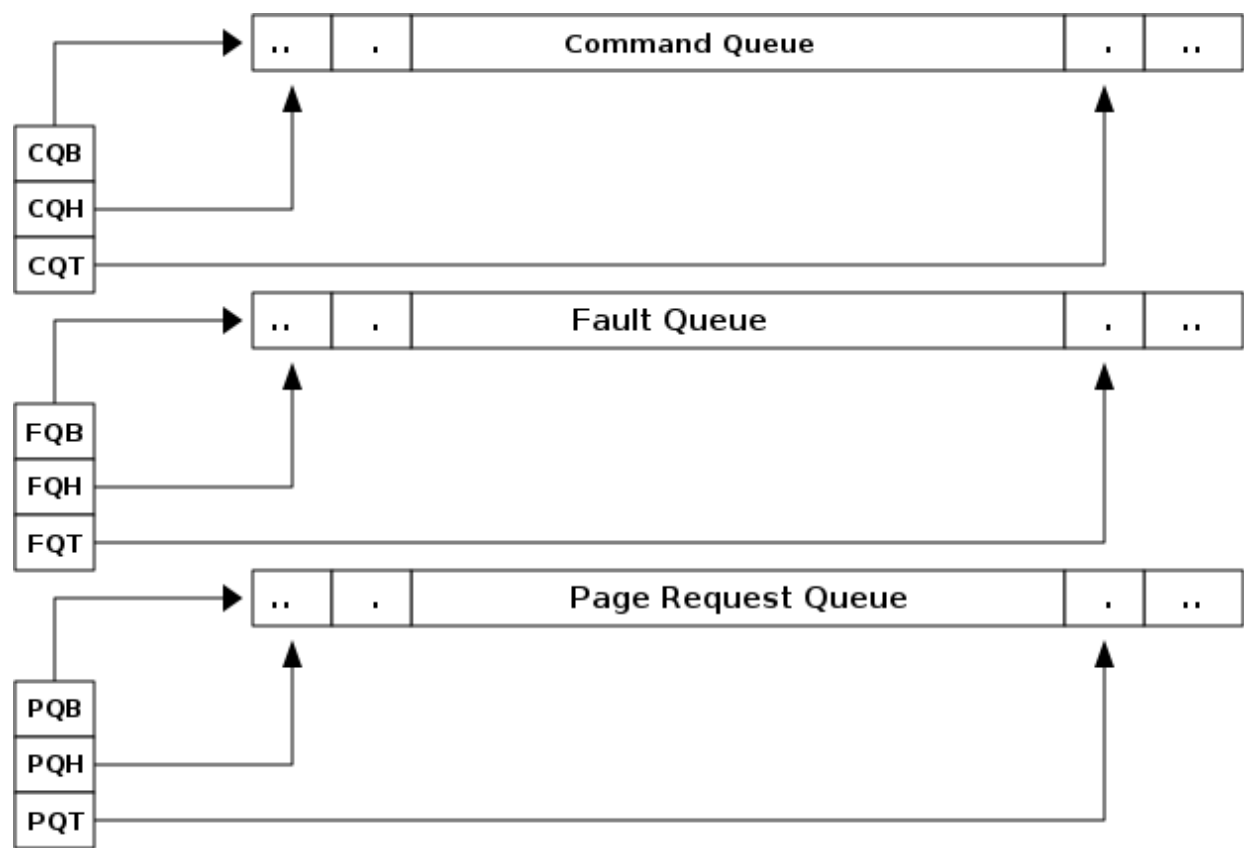 .. . Command Queue . ..
CQB
CQH
CQT
.. . Fault Queue . ..
FQB
FQH
FQT
.. . Page Request Queue . ..
PQB
PQH
PQT